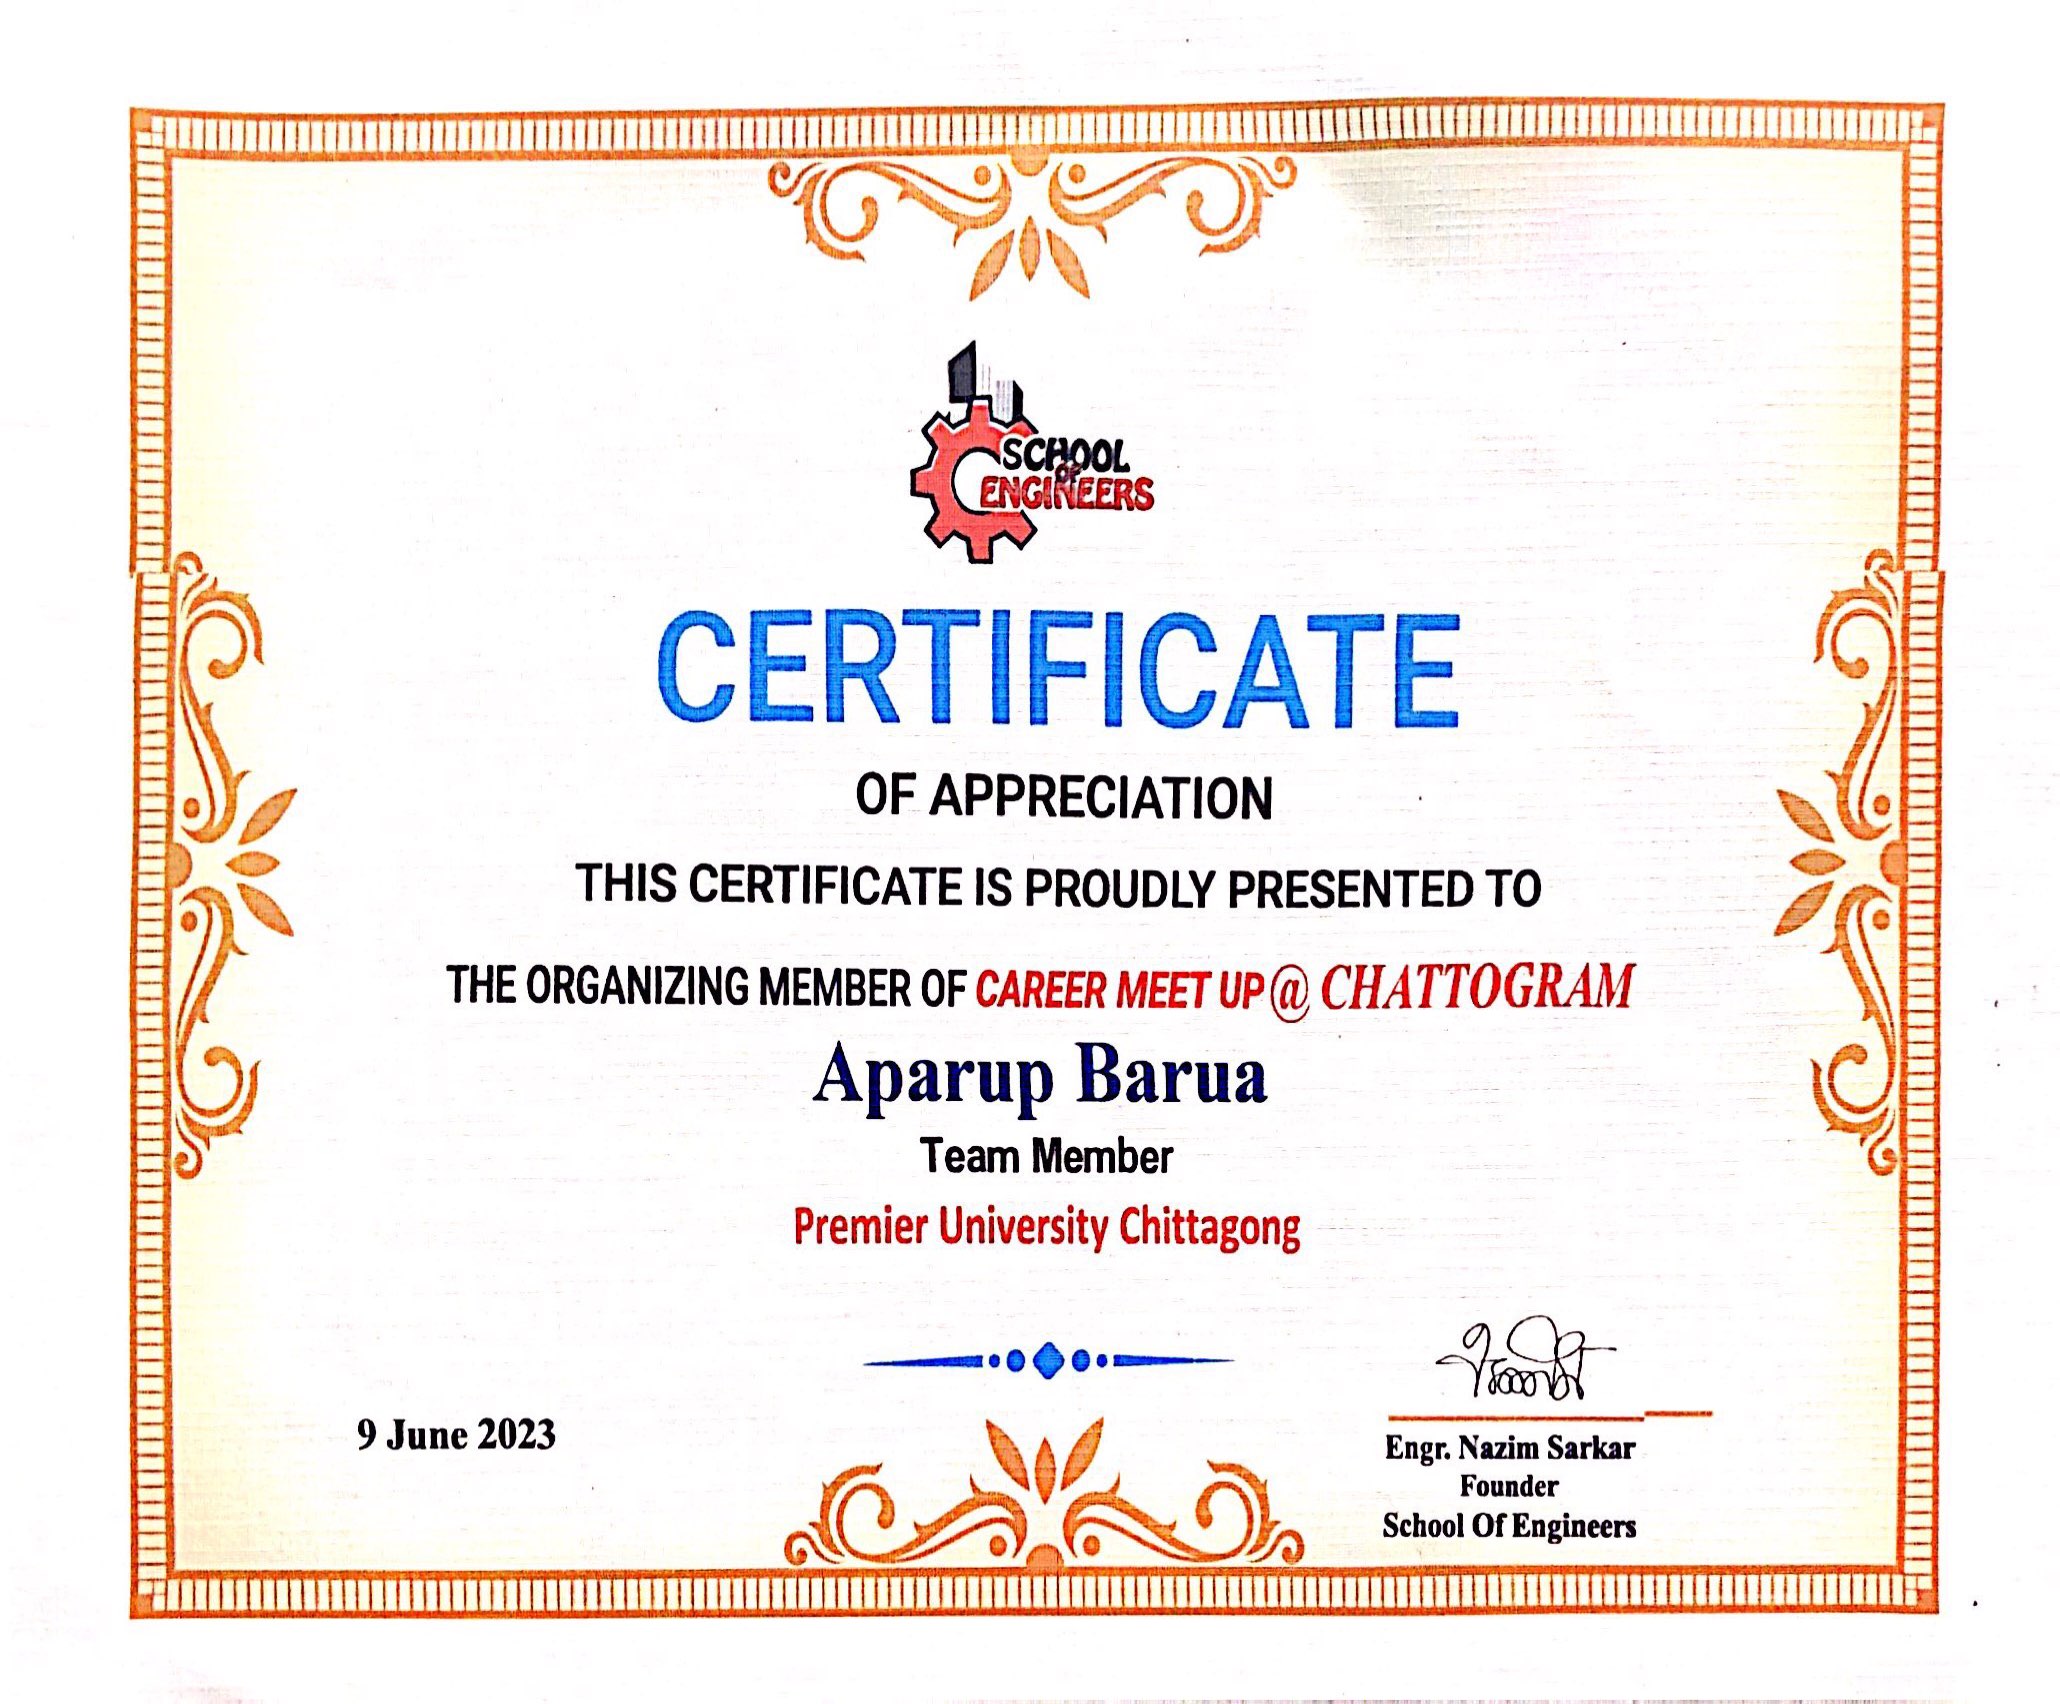 SCHOOL
OF
ENGINEERS
CERTIFICATE
OF APPRECIATION
THIS CERTIFICATE IS PROUDLY PRESENTED TO
THE ORGANIZING MEMBER OF CAREER MEET UP@ CHATTOGRAM
Aparup Barua
Team Member
Premier University Chittagong
9 June 2023
Engr. Nazim Sarkar
Founder
School Of Engineers